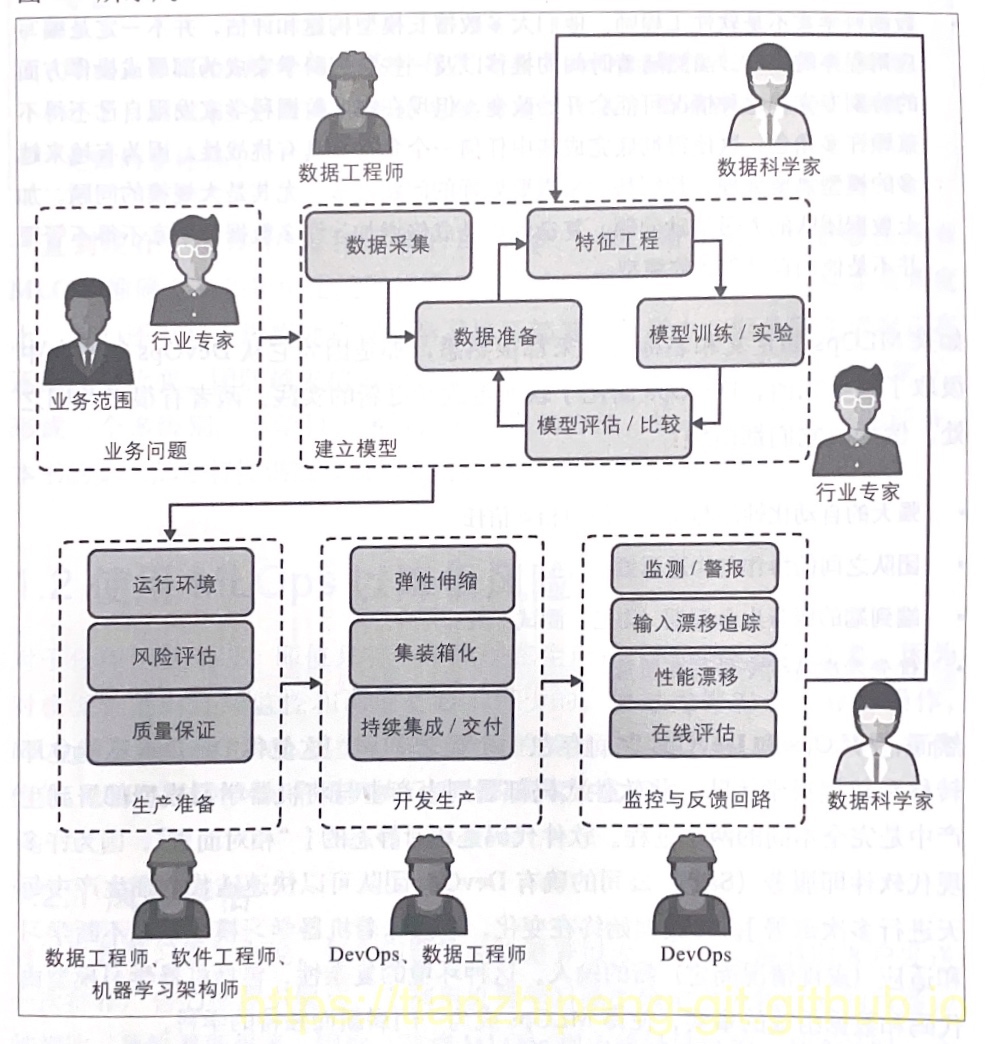 数据工程师
数据科学家
数据采集
特征工程
数据准备
模型训练 / 实验
模型评估 / 比较
建立模型
行业专家
业务范围
业务问题
行业专家
运行环境
风险评估
质量保证
生产准备
弹性伸缩
集装箱化
持续集成 / 交付
开发生产
监测 / 警报
输入漂移追踪
性能漂移
在线评估
监控与反馈回路
数据科学家
数据工程师、软件工程师、
机器学习架构师
DevOps、数据工程师
DevOps
https://tianzhipeng-git.github.io